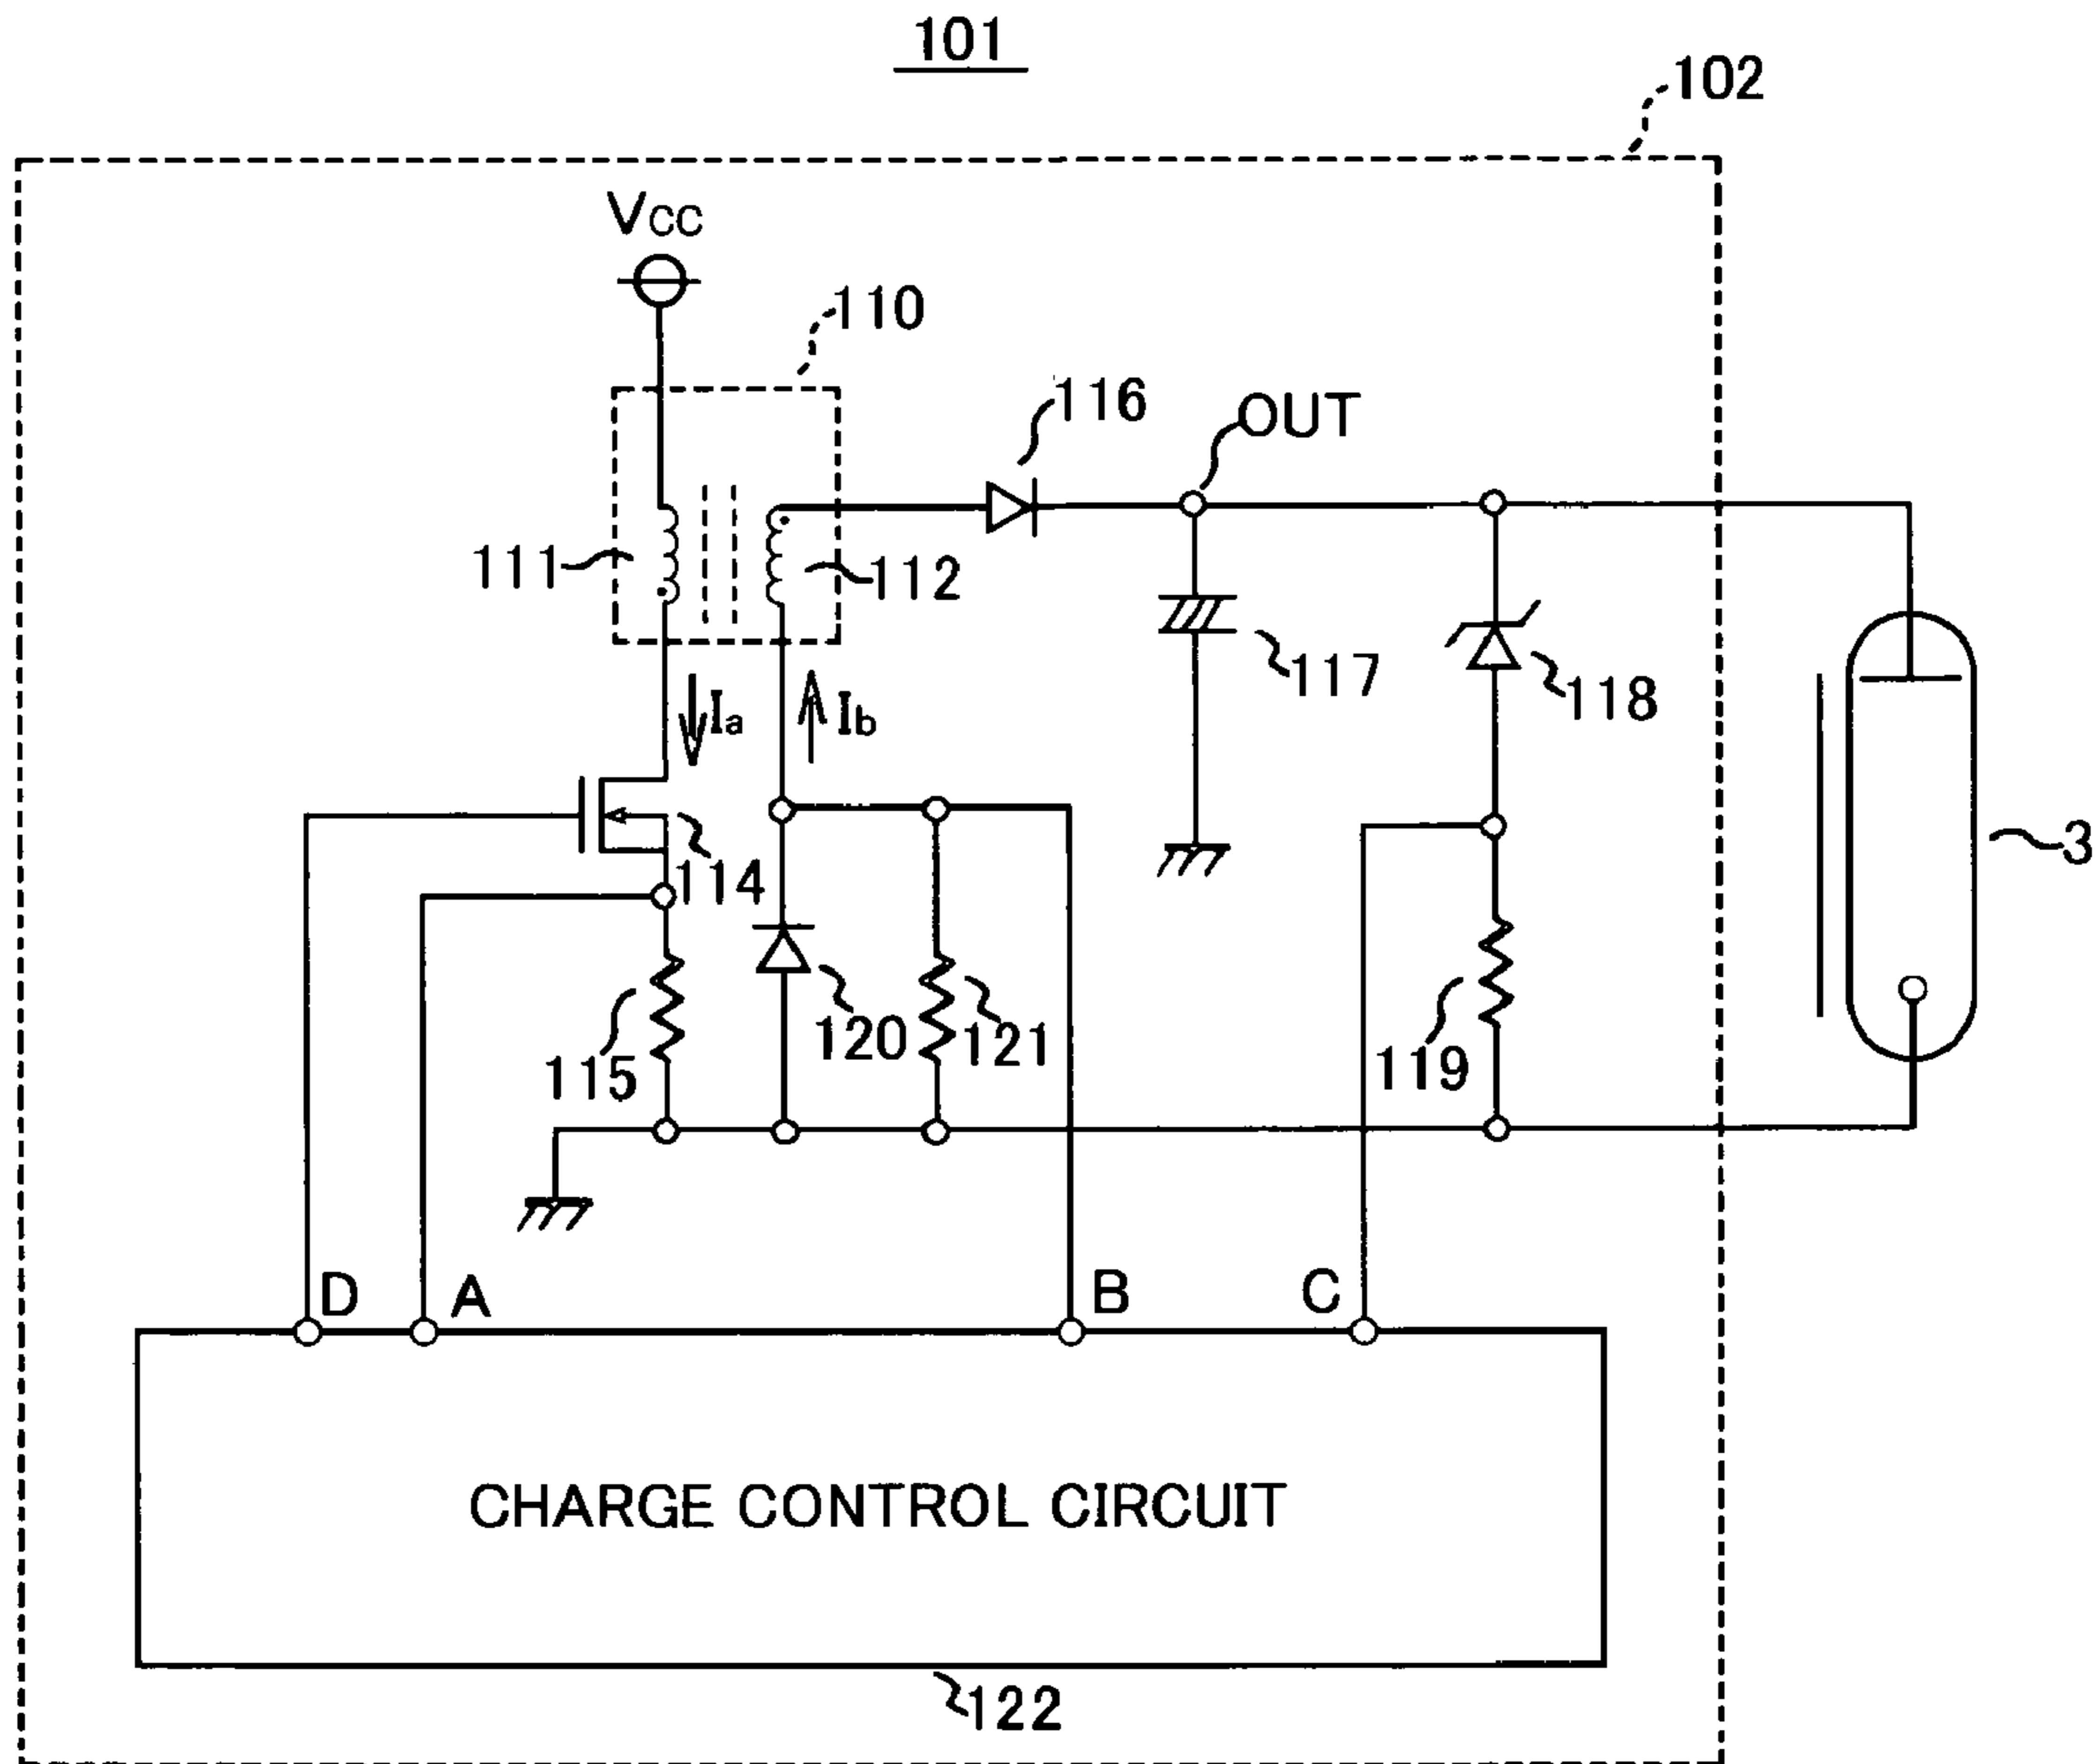 101
102
VCC
110
116
OUT
111
112
117
118
Ia
Ib
114
3
115
120
121
119
D
A
B
C
CHARGE CONTROL CIRCUIT
122